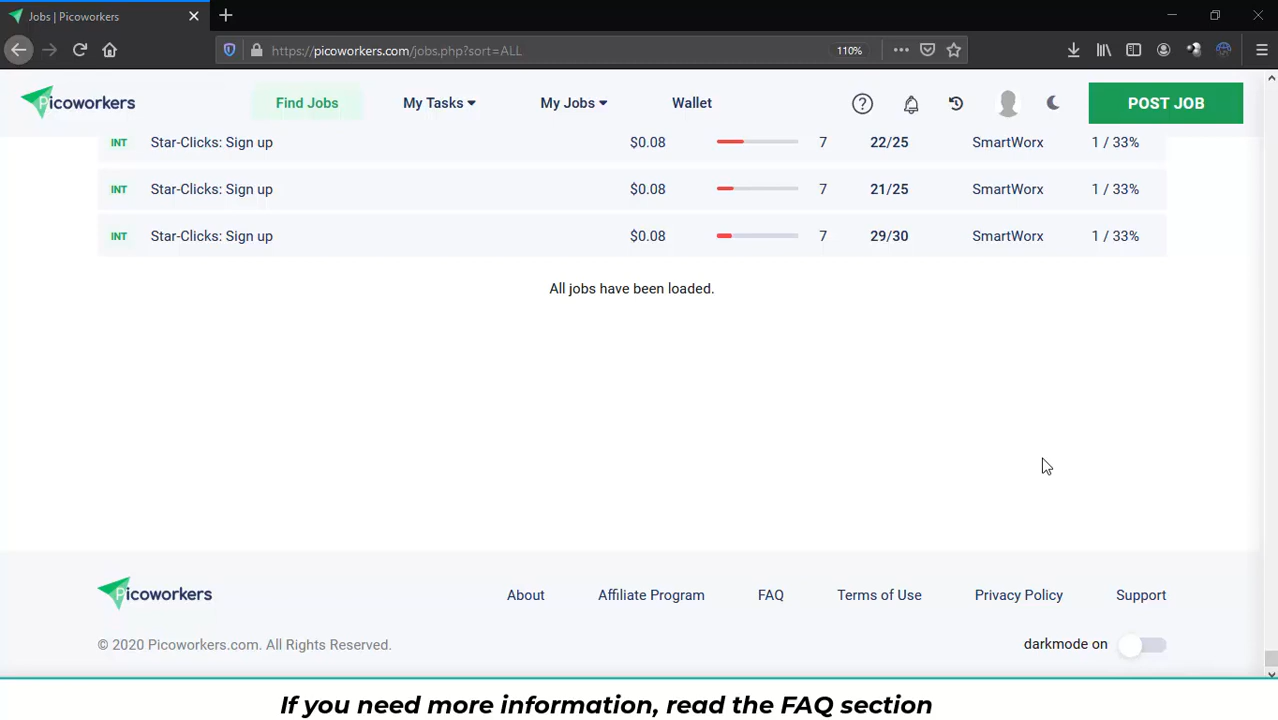 Jobs | Picoworkers
https://picoworkers.com/jobs.php?sort=ALL 110%
Picoworkers Find Jobs My Tasks My Jobs Wallet POST JOB
INT Star-Clicks: Sign up $0.08 7 22/25 SmartWorx 1 / 33%
INT Star-Clicks: Sign up $0.08 7 21/25 SmartWorx 1 / 33%
INT Star-Clicks: Sign up $0.08 7 29/30 SmartWorx 1 / 33%
All jobs have been loaded.
Picoworkers About Affiliate Program FAQ Terms of Use Privacy Policy Support
© 2020 Picoworkers.com. All Rights Reserved. darkmode on
If you need more information, read the FAQ section